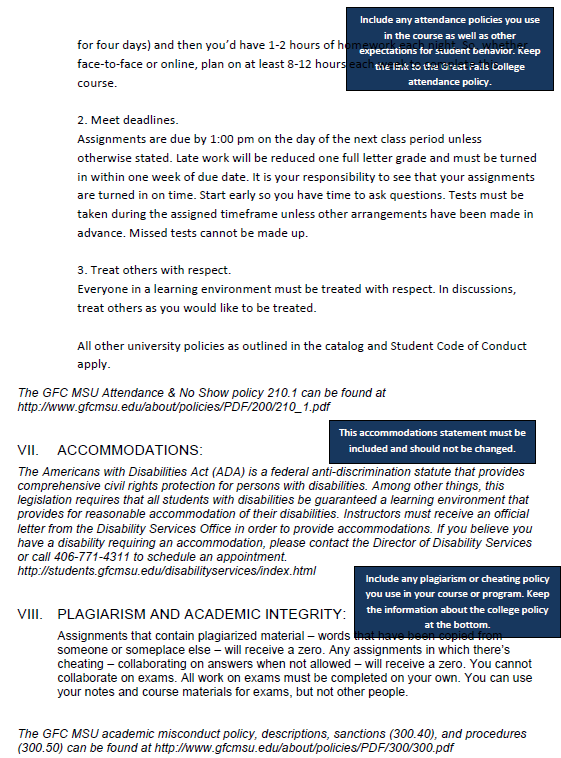 Include any attendance policies you use
in the course as well as other
expectations for student behavior. Keep
the link to the Great Falls College
attendance policy.
for four days) and then you'd have 1-2 hours of homework each night. So, whether
face-to-face or online, plan on at least 8-12 hours each
course.
2. Meet deadlines.
Assignments are due by 1:00 pm on the day of the next class period unless
otherwise stated. Late work will be reduced one full letter grade and must be turned
in within one week of due date. It is your responsibility to see that your assignments
are turned in on time. Start early so you have time to ask questions. Tests must be
taken during the assigned timeframe unless other arrangements have been made in
advance. Missed tests cannot be made up.
3. Treat others with respect.
Everyone in a learning environment must be treated with respect. In discussions,
treat others as you would like to be treated.
All other university policies as outlined in the catalog and Student Code of Conduct
apply.
The GFC MSU Attendance & No Show policy 210.1 can be found at
http://www.gfcmsu.edu/about/policies/PDF/200/210_1.pdf
This accommodations statement must be
included and should not be changed.
VII. ACCOMMODATIONS:
The Americans with Disabilities Act (ADA) is a federal anti-discrimination statute that provides
comprehensive civil rights protection for persons with disabilities. Among other things, this
legislation requires that all students with disabilities be guaranteed a learning environment that
provides for reasonable accommodation of their disabilities. Instructors must receive an official
letter from the Disability Services Office in order to provide accommodations. If you believe you
have a disability requiring an accommodation, please contact the Director of Disability Services
or call 406-771-4311 to schedule an appointment.
http://students.gfcmsu.edu/disabilityservices/index.html
Include any plagiarism or cheating policy
you use in your course or program. Keep
the information about the college policy
at the bottom.
VIII. PLAGIARISM AND ACADEMIC INTEGRITY:
Assignments that contain plagiarized material – words that have been copied from
someone or someplace else – will receive a zero. Any assignments in which there's
cheating – collaborating on answers when not allowed – will receive a zero. You cannot
collaborate on exams. All work on exams must be completed on your own. You can use
your notes and course materials for exams, but not other people.
The GFC MSU academic misconduct policy, descriptions, sanctions (300.40), and procedures
(300.50) can be found at http://www.gfcmsu.edu/about/policies/PDF/300/300.pdf